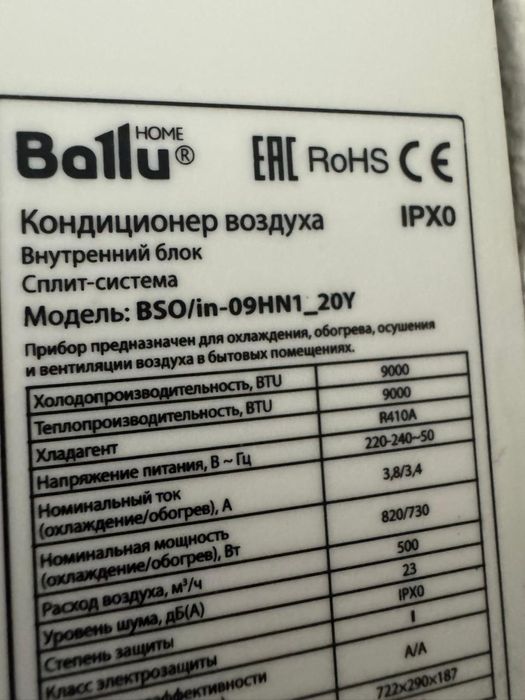 Ballu® HOME
EAC RoHS CE
Кондиционер воздуха IPX0
Внутренний блок
Сплит-система
Модель: BSO/in-09HN1_20Y
Прибор предназначен для охлаждения, обогрева, осушения
и вентиляции воздуха в бытовых помещениях.
Холодопроизводительность, BTU 9000
Теплопроизводительность, BTU 9000
Хладагент R410A
Напряжение питания, В ~ Гц 220-240~50
Номинальный ток
(охлаждение/обогрев), А 3,8/3,4
Номинальная мощность
(охлаждение/обогрев), Вт 820/730
Расход воздуха, м³/ч 500
Уровень шума, дБ(А) 23
Степень защиты IPX0
Класс электрозащиты I
эффективности A/A
722x290x187